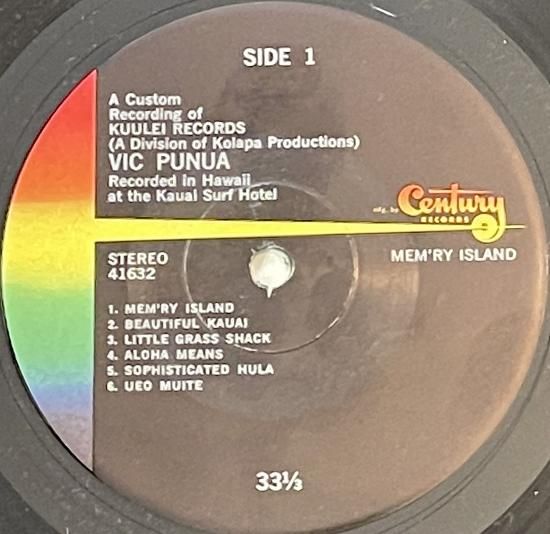 SIDE 1
A Custom
Recording of
KUULEI RECORDS
(A Division of Kolapa Productions)
VIC PUNUA
Recorded in Hawaii
at the Kauai Surf Hotel
mfg. by Century
RECORDS
STEREO
41632
MEM'RY ISLAND
1. MEM'RY ISLAND
2. BEAUTIFUL KAUAI
3. LITTLE GRASS SHACK
4. ALOHA MEANS
5. SOPHISTICATED HULA
6. UEO MUITE
33⅓